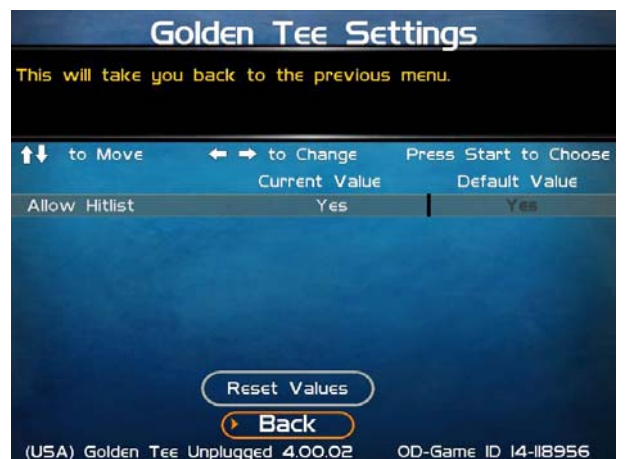 Golden Tee Settings
This will take you back to the previous menu.
to Move to Change Press Start to Choose
Current Value Default Value
Allow Hitlist Yes Yes
Reset Values
Back
(USA) Golden Tee Unplugged 4.00.02 OD-Game ID 14-118956